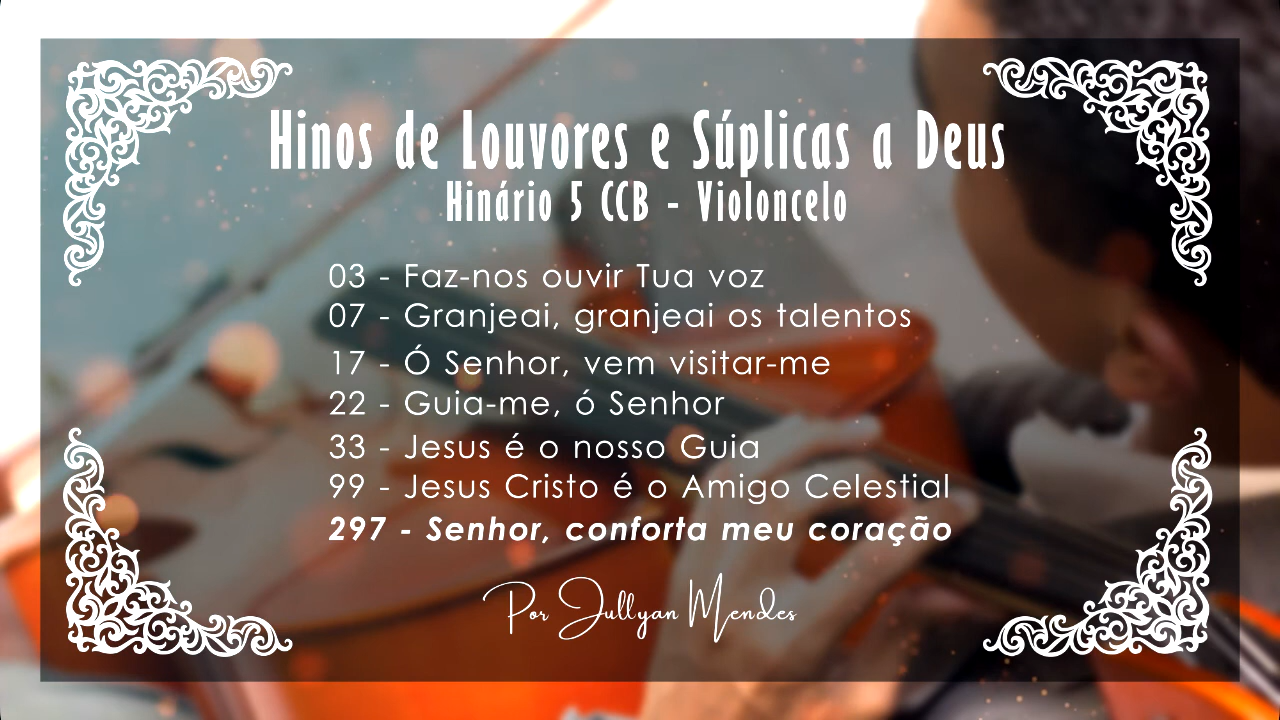 Hinos de Louvores e Súplicas a Deus
Hinário 5 CCB - Violoncelo
03 - Faz-nos ouvir Tua voz
07 - Granjeai, granjeai os talentos
17 - Ó Senhor, vem visitar-me
22 - Guia-me, ó Senhor
33 - Jesus é o nosso Guia
99 - Jesus Cristo é o Amigo Celestial
297 - Senhor, conforta meu coração
Por Jullyan Mendes